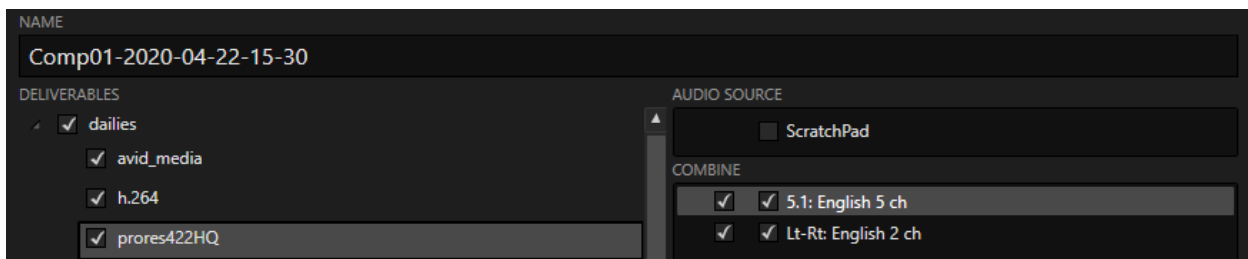 NAME
Comp01-2020-04-22-15-30
DELIVERABLES
dailies
avid_media
h.264
prores422HQ
AUDIO SOURCE
ScratchPad
COMBINE
5.1: English 5 ch
Lt-Rt: English 2 ch